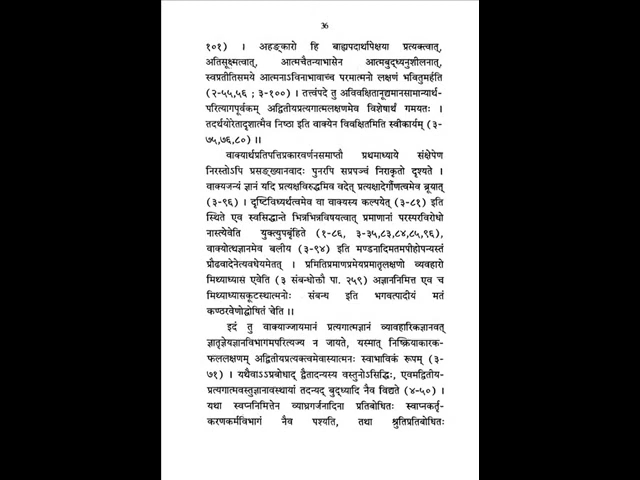 36
१०१) । अहङ्कारो हि बाह्यपदार्थापेक्षया प्रत्यक्त्वात्,
अतिसूक्ष्मत्वात्, आत्मचैतन्याभासेन आत्मबुद्ध्यनुशीलनात्,
स्वप्रतीतिसमये आत्मनाऽविनाभावाच्च परमात्मनो लक्षणं भवितुमर्हति
(२-५५,५६ ; ३-१००) । तत्त्वंपदे तु अविवक्षितानूद्यमानसामान्यार्थ-
परित्यागपूर्वकम् अद्वितीयप्रत्यगात्मलक्षणमेव विशेषार्थं गमयतः ।
तदर्थयोरेतादृशात्मैव निष्ठा इति वाक्येन विवक्षितमिति स्वीकार्यम् (३-
७५,७६,८०) ।।
वाक्यार्थप्रतिपत्तिप्रकारवर्णनसमाप्तौ प्रथमाध्याये संक्षेपेण
निरस्तोऽपि प्रसङ्ख्यानवादः पुनरपि सप्रपञ्चं निराकृतो दृश्यते ।
वाक्यजन्यं ज्ञानं यदि प्रत्यक्षविरुद्धमिव वदेत् प्रत्यक्षादेर्गौणत्वमेव ब्रूयात्
(३-९६) । दृष्टिविध्यर्थत्वमेव वा वाक्यस्य कल्पयेत् (३-८१) इति
स्थिते एव स्वसिद्धान्ते भिन्नभिन्नविषयत्वात् प्रमाणानां परस्परविरोधो
नास्त्येवेति युक्त्युपबृंहिते (१-८६, ३-३५,८३,८४,८५,९६),
वाक्योत्थज्ञानमेव बलीय (३-९४) इति मण्डनादिमतमपीहोपन्यस्तं
प्रौढवादेनेत्यवधेयमेतत् । प्रमितिप्रमाणप्रमेयप्रमातृलक्षणो व्यवहारो
मिथ्याध्यास एवेति (३ संबन्धोक्तौ पा. २५९) अज्ञाननिमित्त एव च
मिथ्याध्यासकूटस्थात्मनोः संबन्ध इति भगवत्पादीयं मतं
कण्ठरवेणोद्घोषितं चेति ।।
इदं तु वाक्याज्जायमानं प्रत्यगात्मज्ञानं व्यावहारिकज्ञानवत्
ज्ञातृज्ञेयज्ञानविभागमपरित्यज्य न जायते, यस्मात् निष्क्रियाकारक-
फललक्षणम् अद्वितीयप्रत्यक्त्वमेवास्यात्मनः स्वाभाविकं रूपम् (३-
७१) । यथैवाऽऽप्रबोधाद् द्वैतादन्यस्य वस्तुनोऽसिद्धिः, एवमद्वितीय-
प्रत्यगात्मवस्तुज्ञानावस्थायां तदन्यद् बुद्ध्यादि नैव विद्यते (४-५०) ।
यथा स्वप्ननिमित्तेन व्याघ्रगर्जनादिना प्रतिबोधितः स्वाप्नकर्तृ-
करणकर्मविभागं नैव पश्यति, तथा श्रुतिप्रतिबोधितः